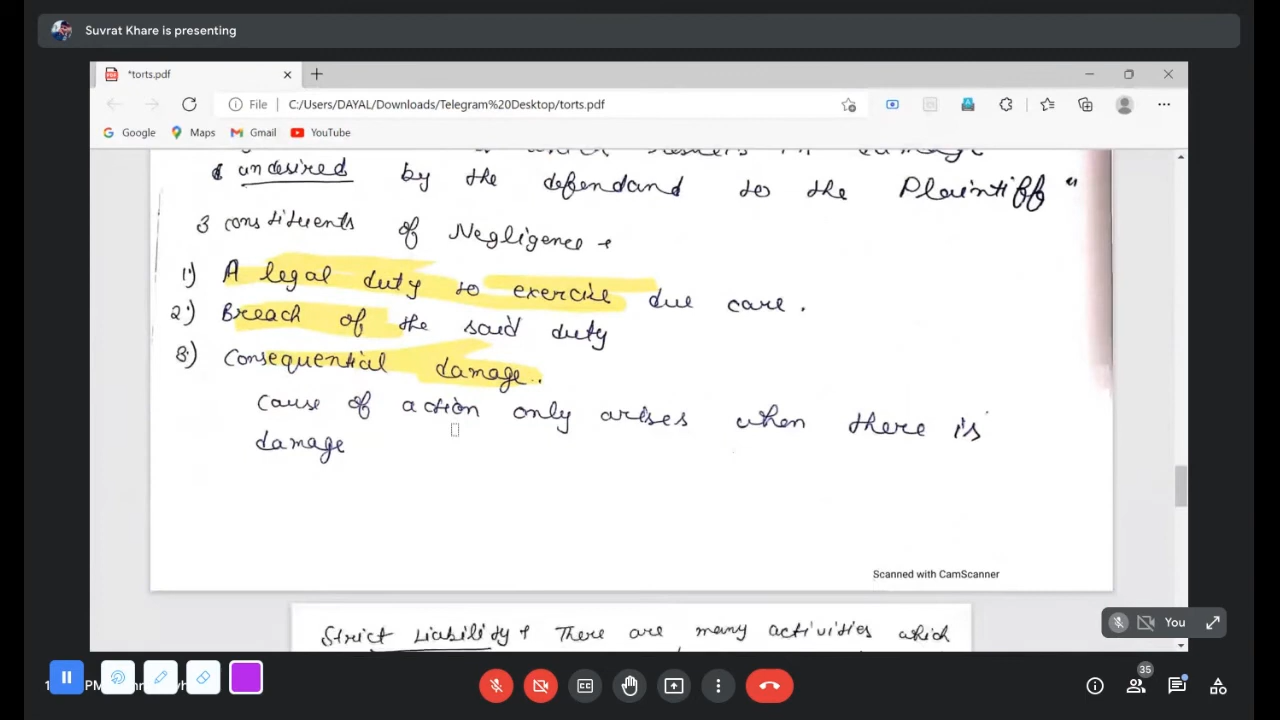 Suvrat Khare is presenting
*torts.pdf
File C:/Users/DAYAL/Downloads/Telegram%20Desktop/torts.pdf
Google Maps Gmail YouTube
undesired by the defendand to the Plaintiff"
3 constituents of Negligence
1) A legal duty to exercise due care.
2) Breach of the said duty
3) Consequential damage..
cause of action only arises when there is
damage
Scanned with CamScanner
Strict Liability There are many activities which
You
35